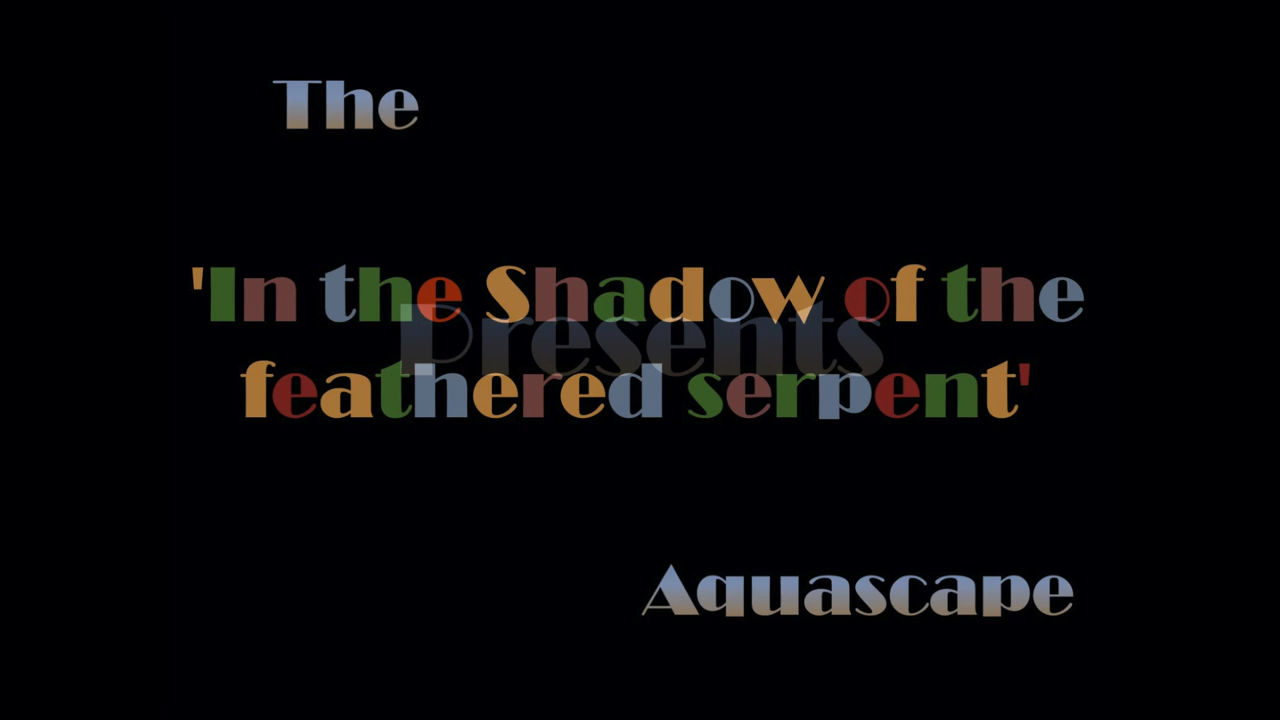 The
'In the Shadow of the
Presents
feathered serpent'
Aquascape